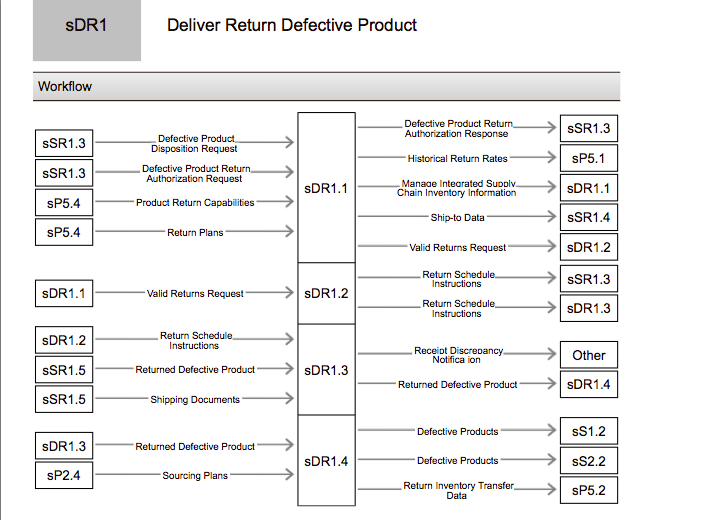 sDR1
Deliver Return Defective Product
Workflow
sSR1.3
Defective Product
Disposition Request
sSR1.3
Defective Product Return
Authorization Request
sP5.4
Product Return Capabilities
sP5.4
Return Plans
sDR1.1
Defective Product Return
Authorization Response
sSR1.3
Historical Return Rates
sP5.1
Manage Integrated Supply
Chain Inventory Information
sDR1.1
Ship-to Data
sSR1.4
Valid Returns Request
sDR1.2
sDR1.1
Valid Returns Request
sDR1.2
Return Schedule
Instructions
sSR1.3
Return Schedule
Instructions
sDR1.3
sDR1.2
Return Schedule
Instructions
sSR1.5
Returned Defective Product
sSR1.5
Shipping Documents
sDR1.3
Receipt Discrepancy
Notifica ion
Other
Returned Defective Product
sDR1.4
sDR1.3
Returned Defective Product
sP2.4
Sourcing Plans
sDR1.4
Defective Products
sS1.2
Defective Products
sS2.2
Return Inventory Transfer
Data
sP5.2